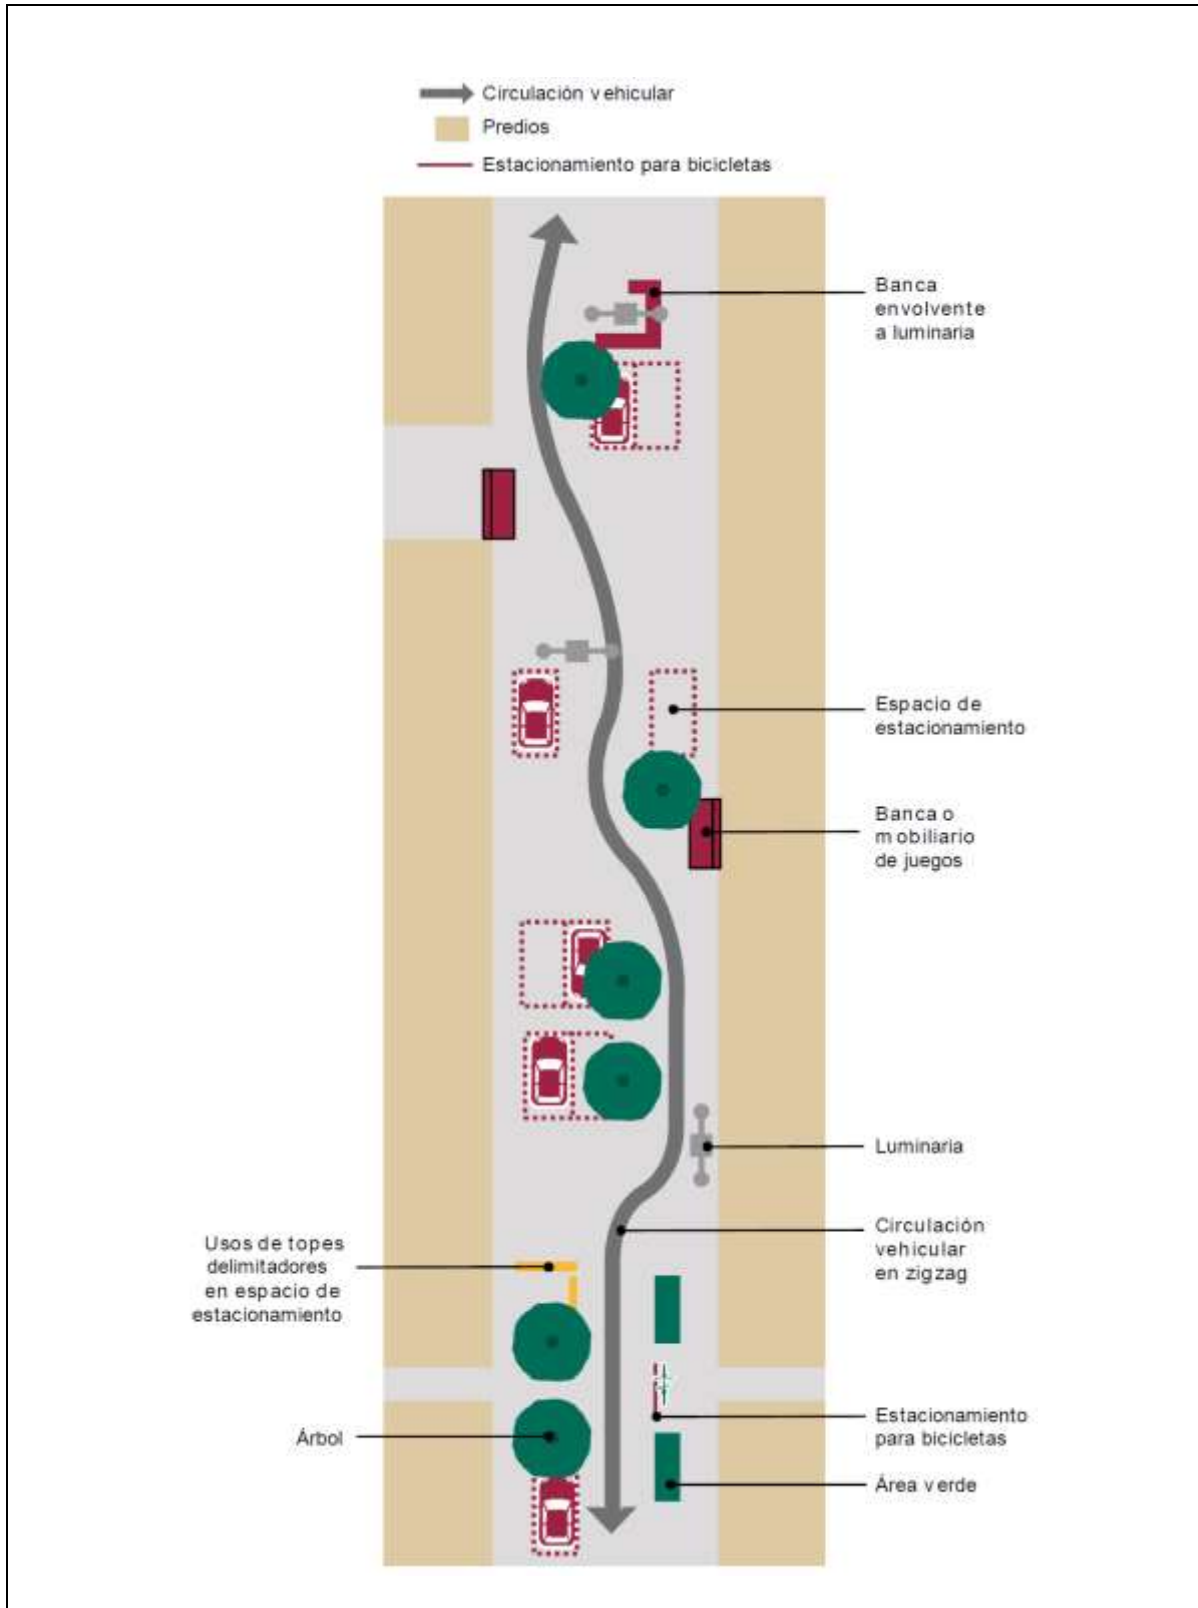 Circulación vehicular
Predios
Estacionamiento para bicicletas
Banca
envolvente
a luminaria
Espacio de
estacionamiento
Banca o
mobiliario
de juegos
Luminaria
Circulación
vehicular
en zigzag
Usos de topes
delimitadores
en espacio de
estacionamiento
Árbol
Estacionamiento
para bicicletas
Área verde